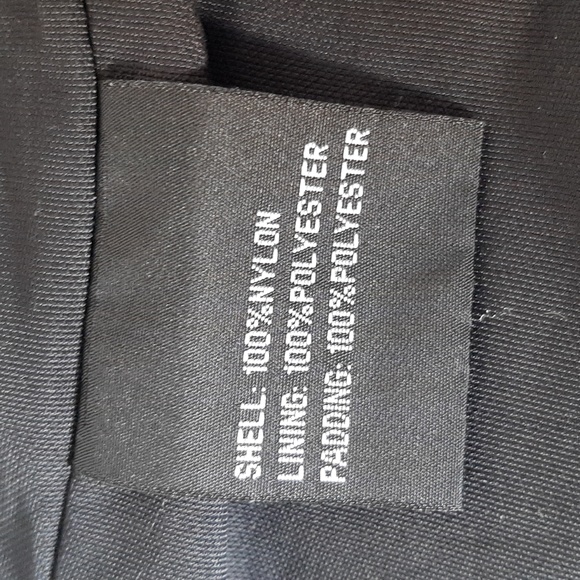 SHELL: 100%NYLON
LINING: 100%POLYESTER
PADDING: 100%POLYESTER